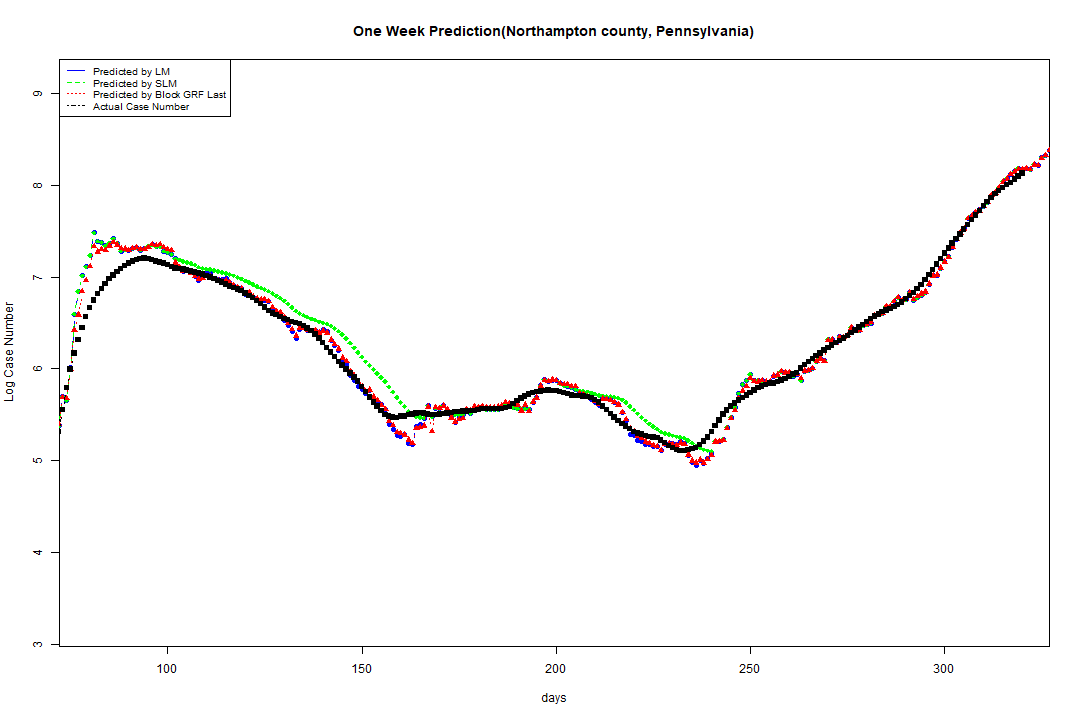 One Week Prediction(Northampton county, Pennsylvania)
Predicted by LM
Predicted by SLM
Predicted by Block GRF Last
Actual Case Number
Log Case Number
9
8
7
6
5
4
3
100 150 200 250 300
days